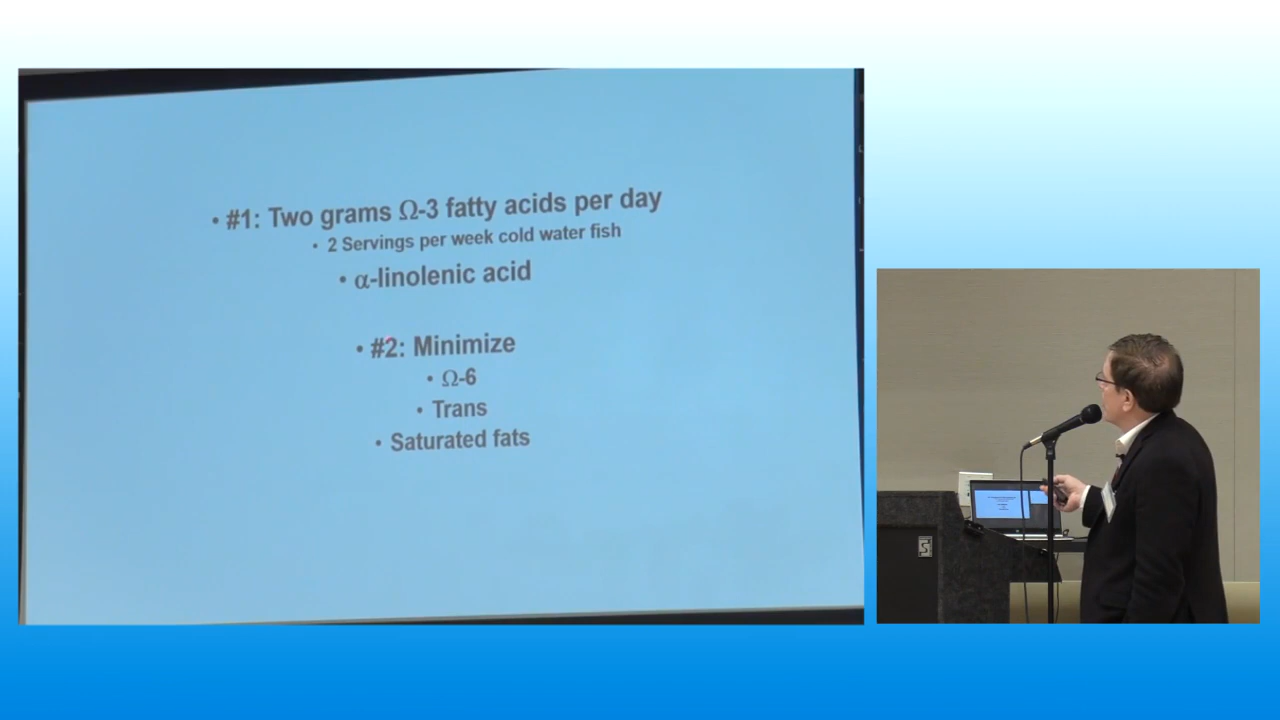 • #1: Two grams Ω-3 fatty acids per day
• 2 Servings per week cold water fish
• α-linolenic acid
• #2: Minimize
• Ω-6
• Trans
• Saturated fats